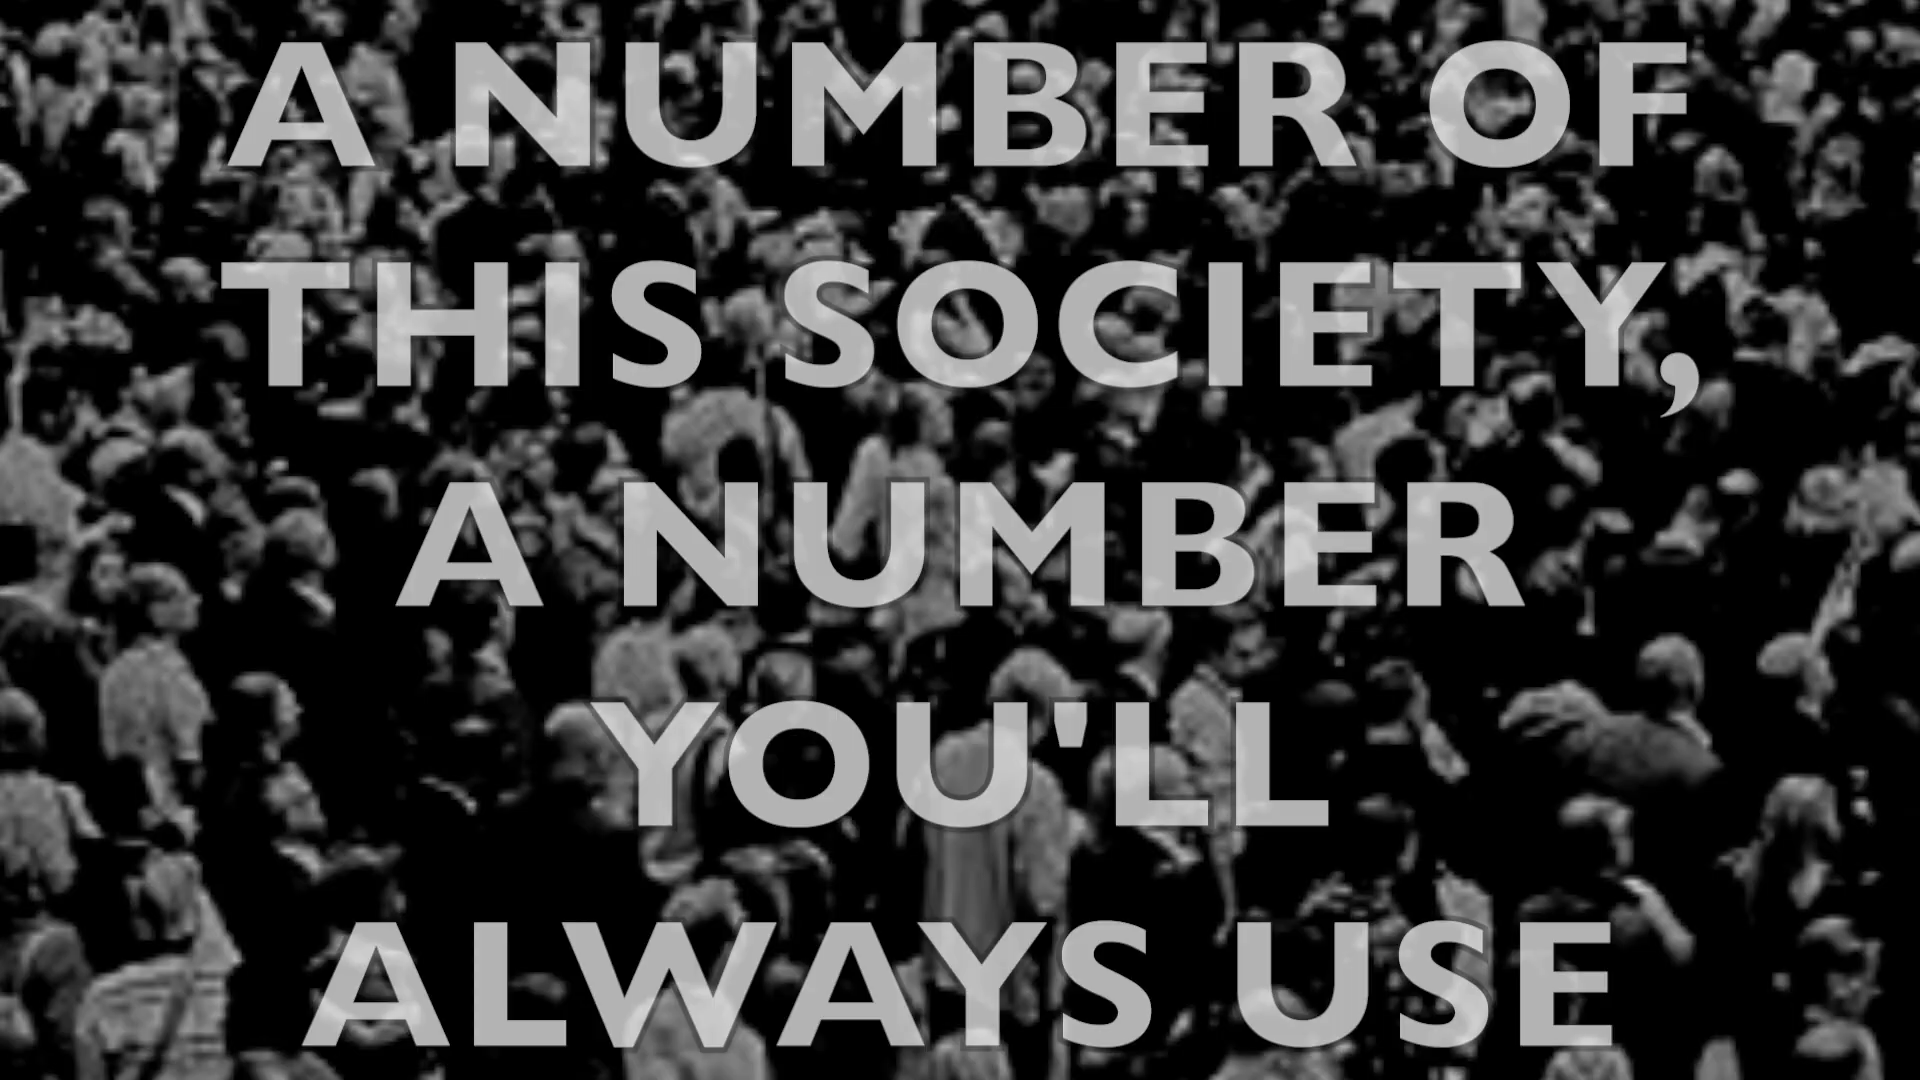 A NUMBER OF
THIS SOCIETY,
A NUMBER
YOU'LL
ALWAYS USE